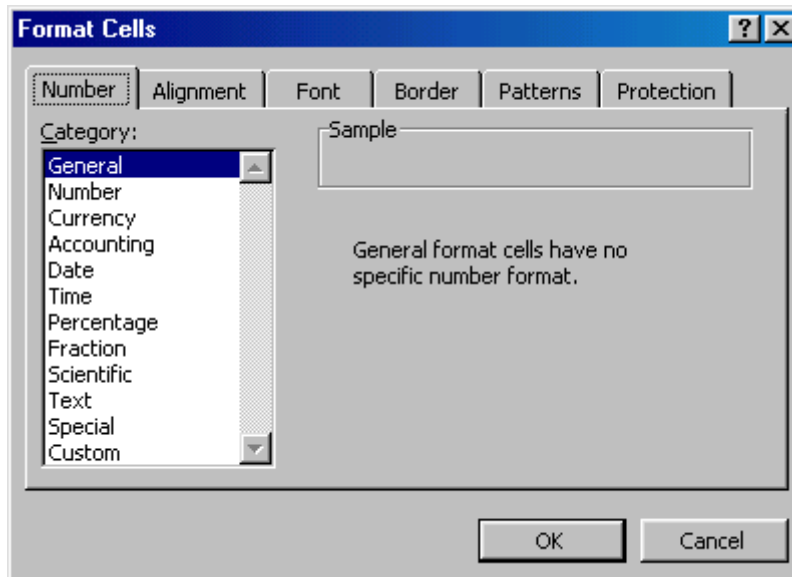 Format Cells
Number Alignment Font Border Patterns Protection
Category:
General
Number
Currency
Accounting
Date
Time
Percentage
Fraction
Scientific
Text
Special
Custom
Sample
General format cells have no
specific number format.
OK Cancel